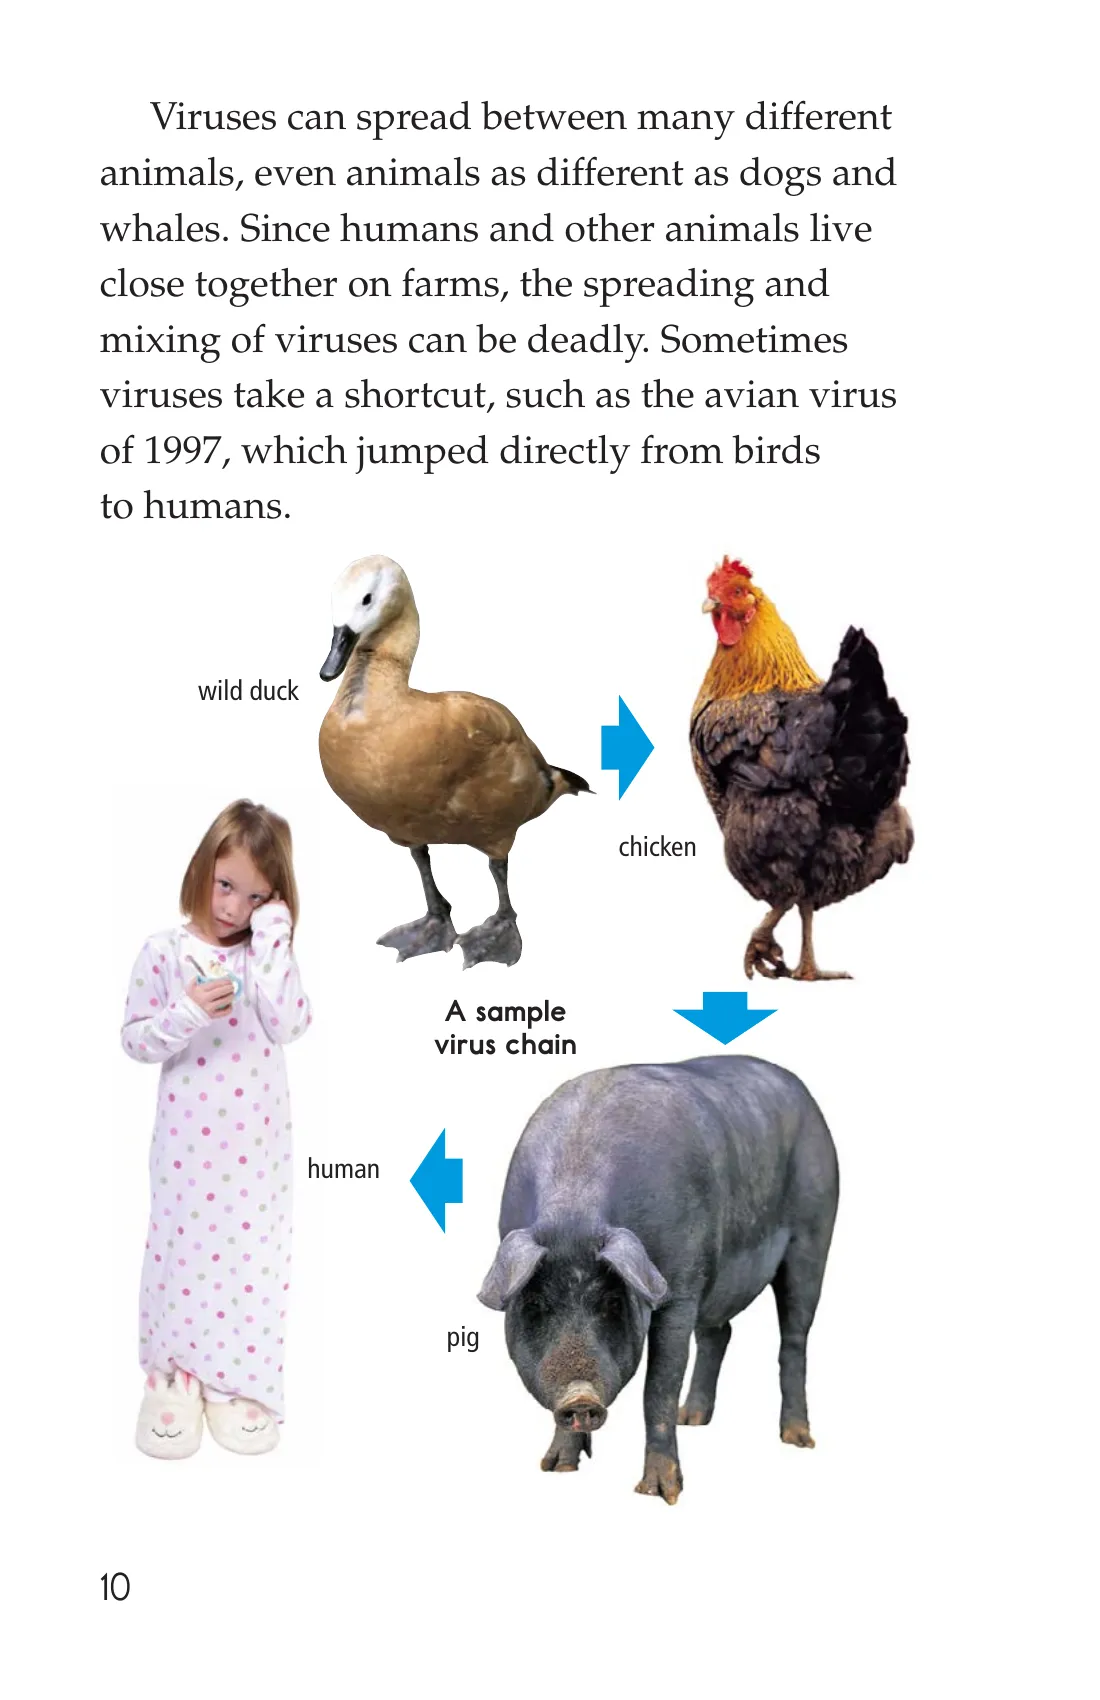 Viruses can spread between many different
animals, even animals as different as dogs and
whales. Since humans and other animals live
close together on farms, the spreading and
mixing of viruses can be deadly. Sometimes
viruses take a shortcut, such as the avian virus
of 1997, which jumped directly from birds
to humans.
wild duck
chicken
A sample
virus chain
human
pig
10